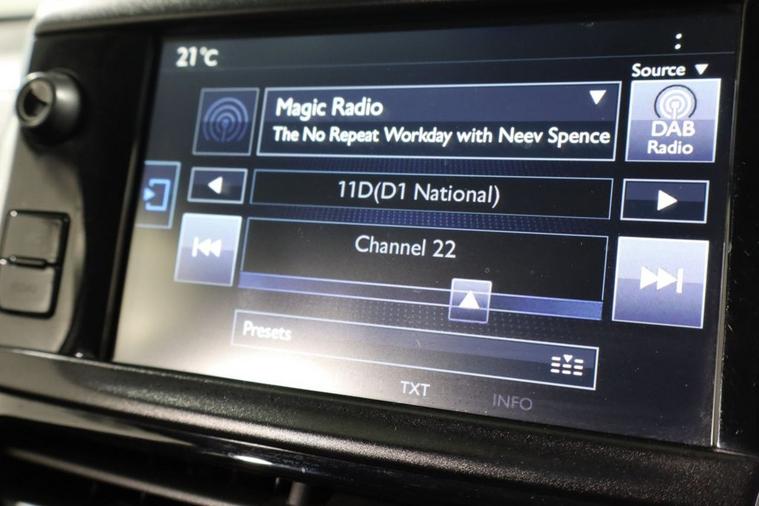 21°C
Source
Magic Radio
The No Repeat Workday with Neev Spence
DAB
Radio
11D(D1 National)
Channel 22
Presets
TXT
INFO